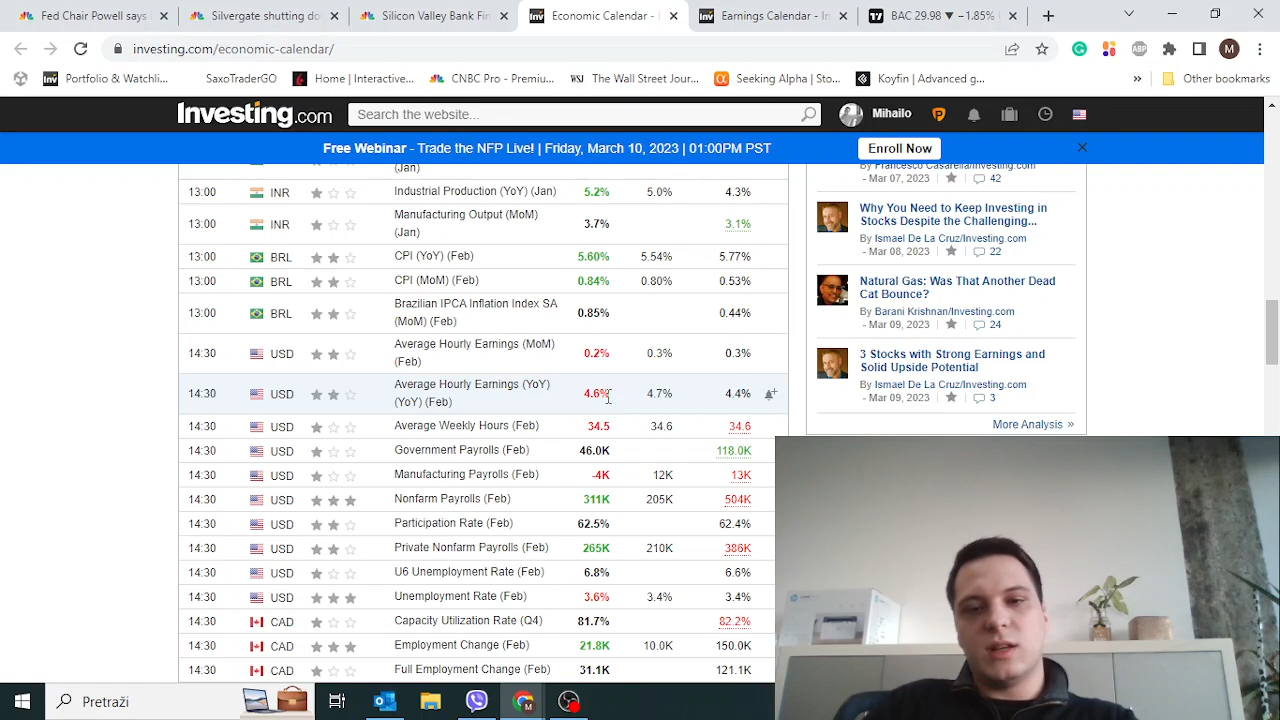 Fed Chair Powell says
Silvergate shutting do
Silicon Valley Bank Fin
Economic Calendar - I
Earnings Calendar - In
BAC 29.98 ▼ −1.85% U
investing.com/economic-calendar/
ABP
M
Inv Portfolio & Watchli...
SaxoTraderGO
Home | Interactive...
CNBC Pro - Premiu...
WSJ The Wall Street Jour...
Seeking Alpha | Sto...
Koyfin | Advanced g...
»
Other bookmarks
Investing.com
Search the website...
Mihailo
P
Free Webinar - Trade the NFP Live! | Friday, March 10, 2023 | 01:00PM PST
Enroll Now
(Jan)
13:00 INR Industrial Production (YoY) (Jan) 5.2% 5.0% 4.3%
13:00 INR Manufacturing Output (MoM) (Jan) 3.7% 3.1%
13:00 BRL CPI (YoY) (Feb) 5.60% 5.54% 5.77%
13:00 BRL CPI (MoM) (Feb) 0.84% 0.80% 0.53%
13:00 BRL Brazilian IPCA Inflation Index SA (MoM) (Feb) 0.85% 0.44%
14:30 USD Average Hourly Earnings (MoM) (Feb) 0.2% 0.3% 0.3%
14:30 USD Average Hourly Earnings (YoY) (YoY) (Feb) 4.6% 4.7% 4.4%
14:30 USD Average Weekly Hours (Feb) 34.5 34.6 34.6
14:30 USD Government Payrolls (Feb) 46.0K 118.0K
14:30 USD Manufacturing Payrolls (Feb) -4K 12K 13K
14:30 USD Nonfarm Payrolls (Feb) 311K 205K 504K
14:30 USD Participation Rate (Feb) 62.5% 62.4%
14:30 USD Private Nonfarm Payrolls (Feb) 265K 210K 386K
14:30 USD U6 Unemployment Rate (Feb) 6.8% 6.6%
14:30 USD Unemployment Rate (Feb) 3.6% 3.4% 3.4%
14:30 CAD Capacity Utilization Rate (Q4) 81.7% 82.2%
14:30 CAD Employment Change (Feb) 21.8K 10.0K 150.0K
14:30 CAD Full Employment Change (Feb) 31.1K 121.1K
By Francesco Casarella/Investing.com
- Mar 07, 2023 | 42
Why You Need to Keep Investing in
Stocks Despite the Challenging...
By Ismael De La Cruz/Investing.com
- Mar 08, 2023 | 22
Natural Gas: Was That Another Dead
Cat Bounce?
By Barani Krishnan/Investing.com
- Mar 09, 2023 | 24
3 Stocks with Strong Earnings and
Solid Upside Potential
By Ismael De La Cruz/Investing.com
- Mar 09, 2023 | 3
More Analysis »
Pretraži